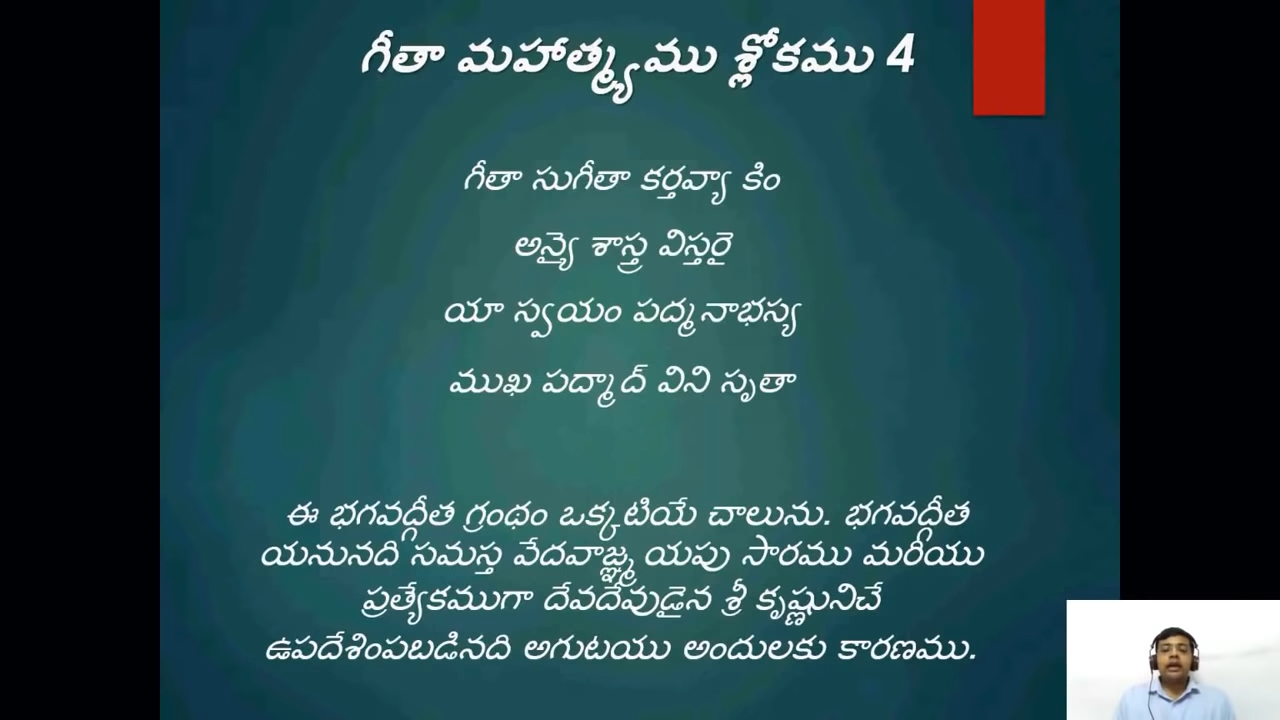 గీతా మహాత్మ్యము శ్లోకము 4
గీతా సుగీతా కర్తవ్యా కిం
అన్యై శాస్త్ర విస్తరై
యా స్వయం పద్మనాభస్య
ముఖ పద్మాద్ విని సృతా
ఈ భగవద్గీత గ్రంథం ఒక్కటియే చాలును. భగవద్గీత
యనునది సమస్త వేదవాజ్ఞ్మయపు సారము మరియు
ప్రత్యేకముగా దేవదేవుడైన శ్రీ కృష్ణునిచే
ఉపదేశింపబడినది అగుటయు అందులకు కారణము.